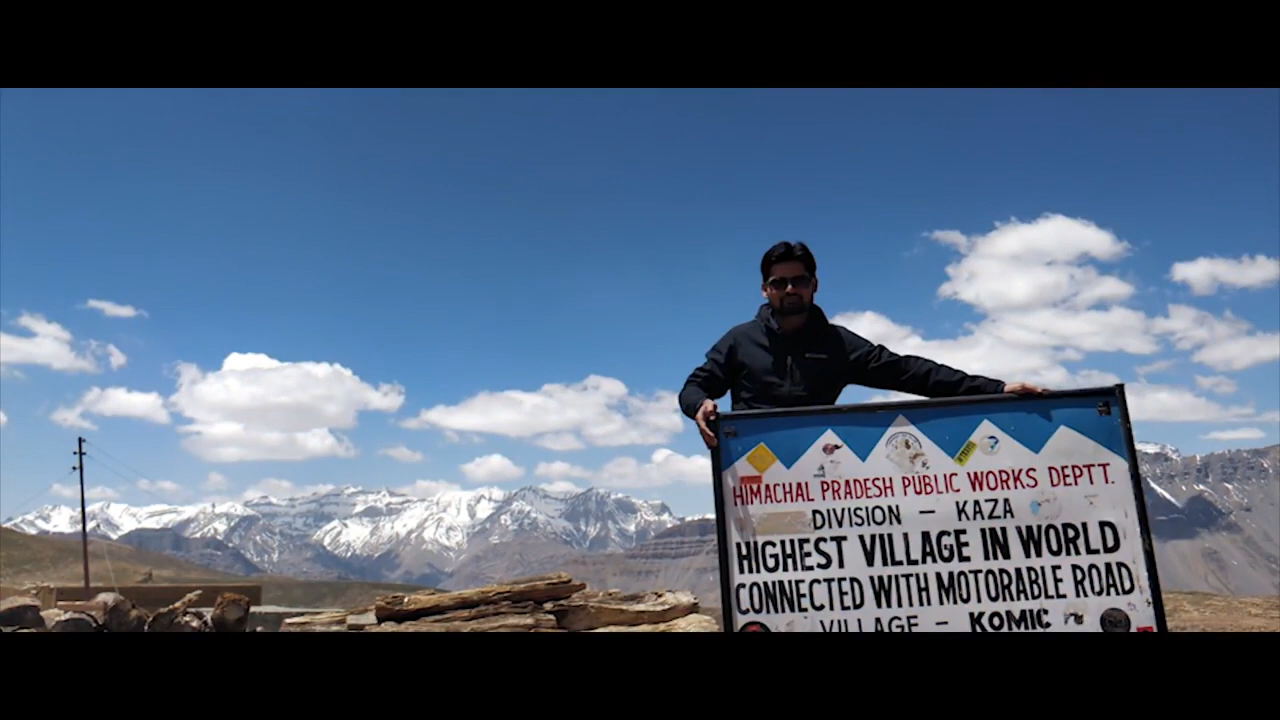 HIMACHAL PRADESH PUBLIC WORKS DEPTT.
DIVISION – KAZA
HIGHEST VILLAGE IN WORLD
CONNECTED WITH MOTORABLE ROAD
VILLAGE – KOMIC